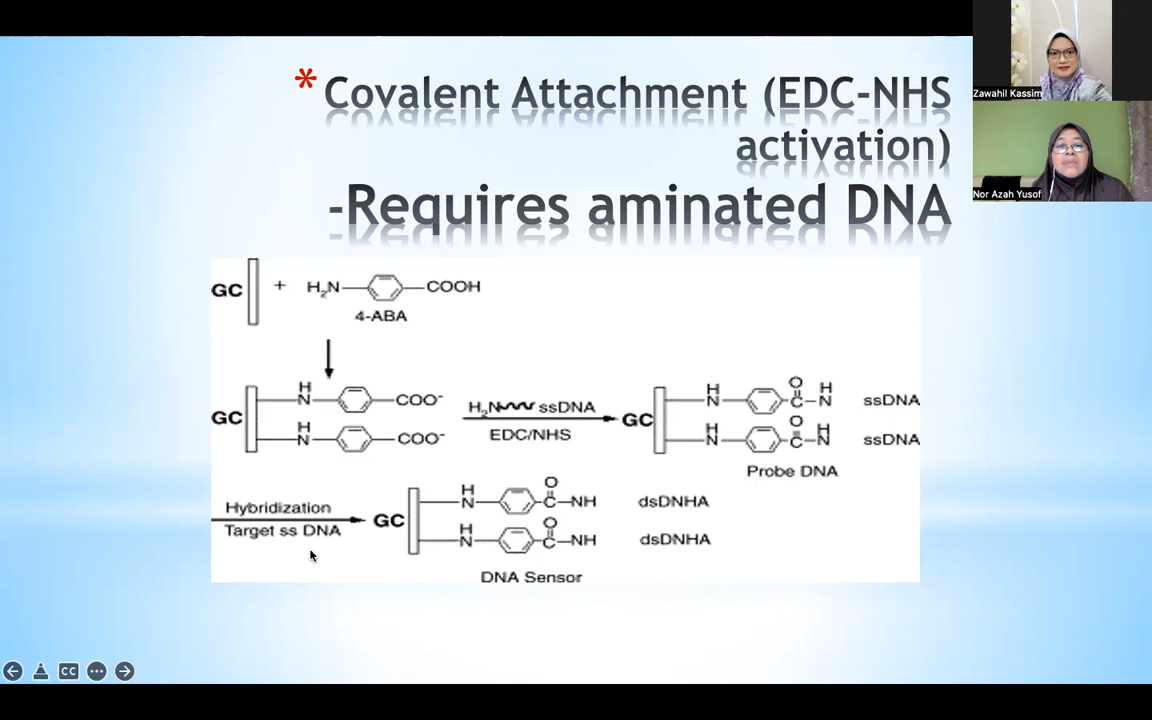 * Covalent Attachment (EDC-NHS
activation)
-Requires aminated DNA
Zawahil Kassim
Nor Azah Yusof
GC + H2N COOH
4-ABA
H
N COO-
GC H2N ssDNA
EDC/NHS
H
N COO-
GC
H
N O
C H
N ssDNA
H
N O
C H
N ssDNA
Probe DNA
Hybridization
Target ss DNA
GC
H
N O
C NH dsDNHA
H
N O
C NH dsDNHA
DNA Sensor
CC